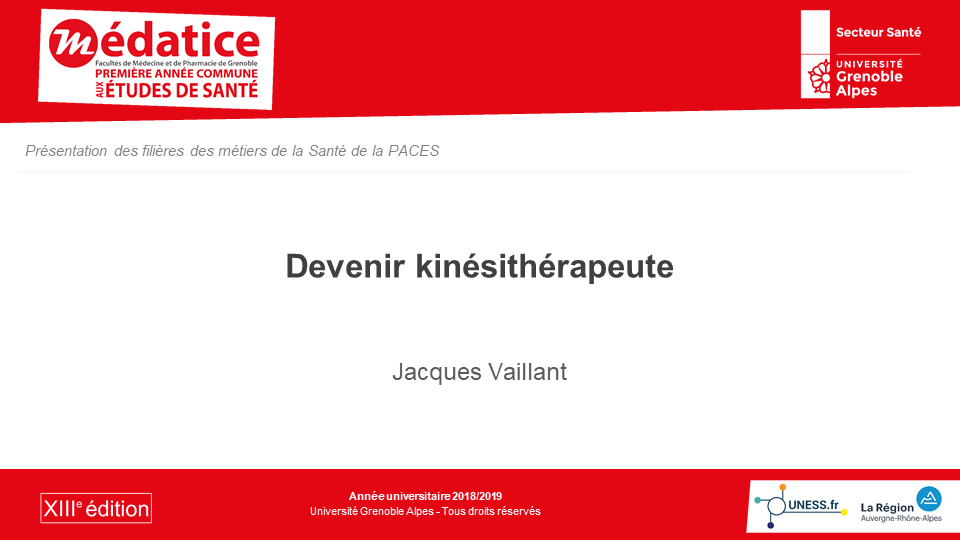 médatice
Facultés de Médecine et de Pharmacie de Grenoble
PREMIÈRE ANNÉE COMMUNE
AUX ÉTUDES DE SANTÉ
Secteur Santé
UNIVERSITÉ
Grenoble
Alpes
Présentation des filières des métiers de la Santé de la PACES
Devenir kinésithérapeute
Jacques Vaillant
XIIIe édition
Année universitaire 2018/2019
Université Grenoble Alpes - Tous droits réservés
UNESS.fr
La Région
Auvergne-Rhône-Alpes